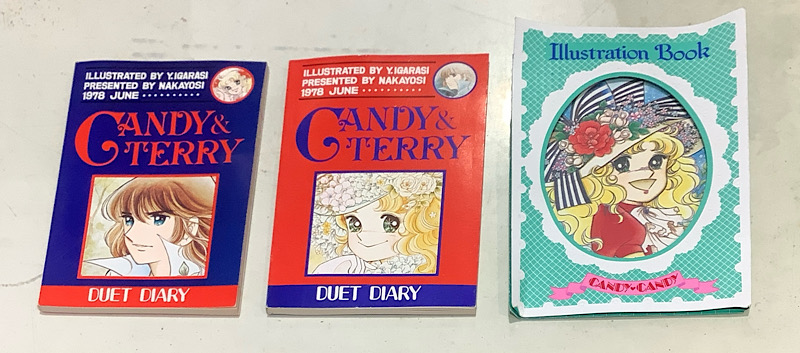 ILLUSTRATED BY Y.IGARASI
PRESENTED BY NAKAYOSI
1978 JUNE ··········
CANDY &
TERRY
DUET DIARY
ILLUSTRATED BY Y.IGARASI
PRESENTED BY NAKAYOSI
1978 JUNE ··········
CANDY &
TERRY
DUET DIARY
Illustration Book
CANDY♥CANDY